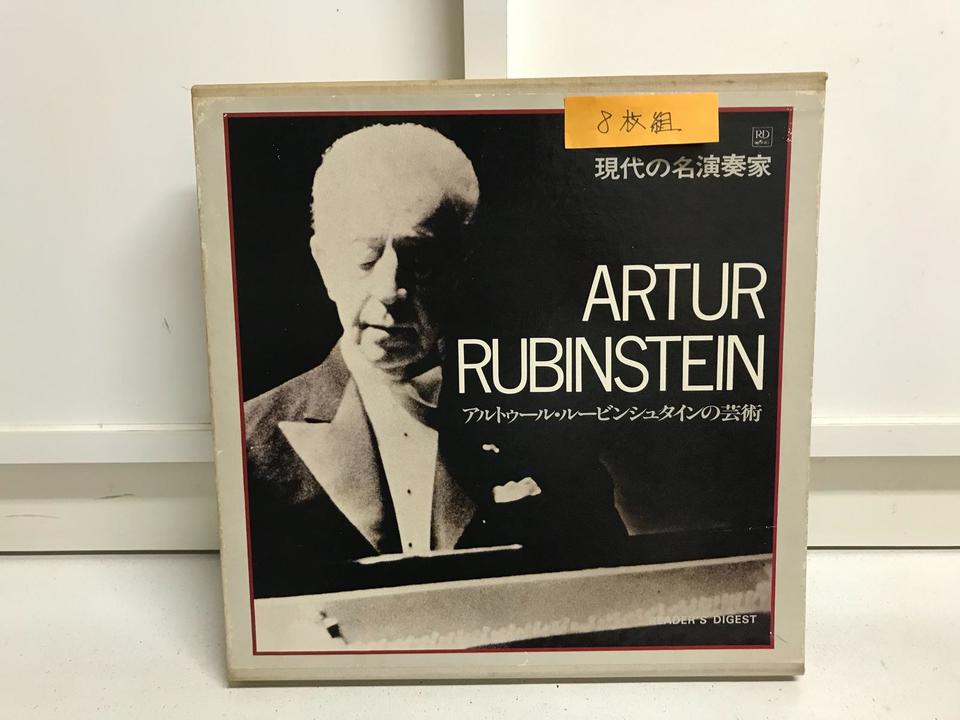 8枚組
RD
現代の名演奏家
ARTUR
RUBINSTEIN
アルトゥール・ルービンシュタインの芸術
READER'S DIGEST